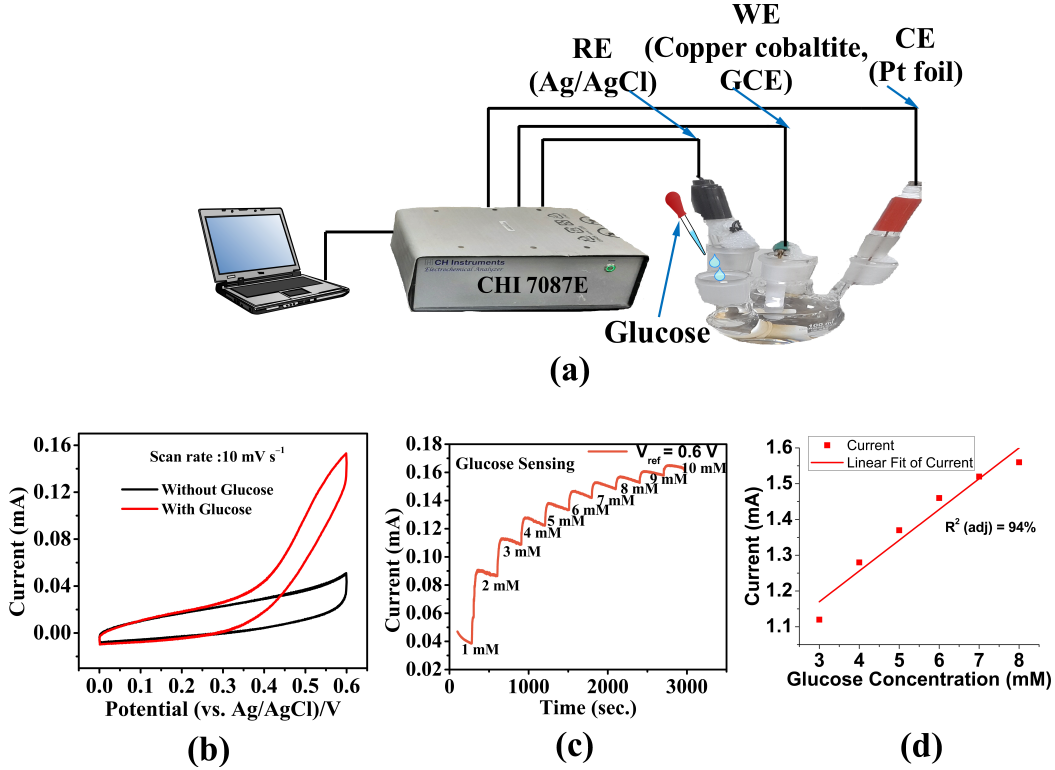 WE
RE
(Copper cobaltite,
CE
(Ag/AgCl)
GCE)
(Pt foil)
CH Instruments
Electrochemical Analyzer
CHI 7087E
Glucose
(a)
0.16
0.12
0.08
0.04
0.00
Current (mA)
Scan rate :10 mV s⁻¹
Without Glucose
With Glucose
0.0 0.1 0.2 0.3 0.4 0.5 0.6
Potential (vs. Ag/AgCl)/V
(b)
0.18
0.16
0.14
0.12
0.10
0.08
0.06
0.04
0.02
Current (mA)
Glucose Sensing
V_ref = 0.6 V
1 mM
2 mM
3 mM
4 mM
5 mM
6 mM
7 mM
8 mM
9 mM
10 mM
0 1000 2000 3000
Time (sec.)
(c)
1.6
1.5
1.4
1.3
1.2
1.1
Current (mA)
Current
Linear Fit of Current
R² (adj) = 94%
3 4 5 6 7 8
Glucose Concentration (mM)
(d)